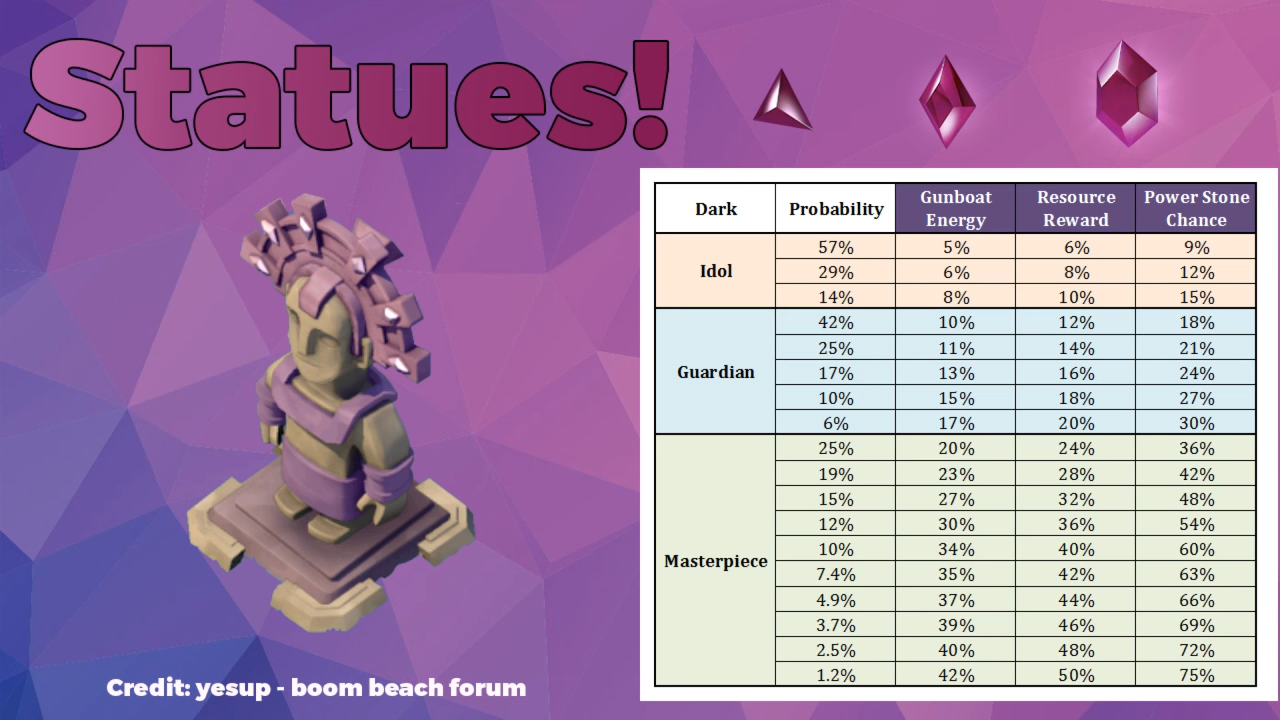 Statues!
Dark Probability Gunboat Energy Resource Reward Power Stone Chance
Idol
57% 5% 6% 9%
29% 6% 8% 12%
14% 8% 10% 15%
Guardian
42% 10% 12% 18%
25% 11% 14% 21%
17% 13% 16% 24%
10% 15% 18% 27%
6% 17% 20% 30%
Masterpiece
25% 20% 24% 36%
19% 23% 28% 42%
15% 27% 32% 48%
12% 30% 36% 54%
10% 34% 40% 60%
7.4% 35% 42% 63%
4.9% 37% 44% 66%
3.7% 39% 46% 69%
2.5% 40% 48% 72%
1.2% 42% 50% 75%
Credit: yesup - boom beach forum